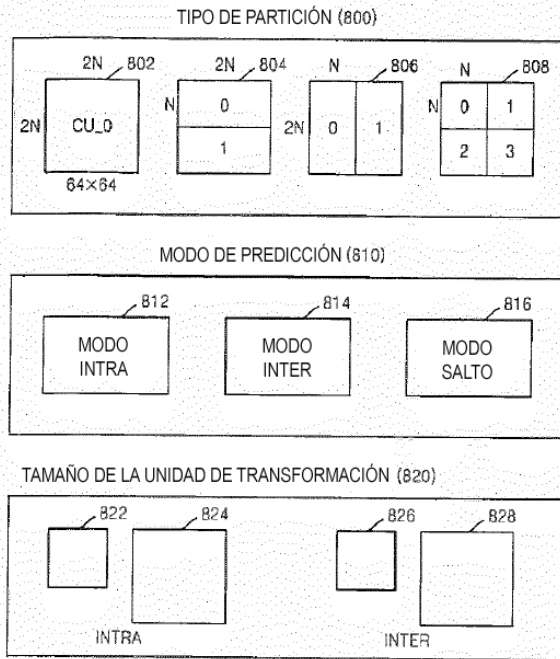 TIPO DE PARTICIÓN (800)
2N 802 2N 804 N 806 N 808
2N CU_0 N 0 2N 0 1 N 0 1
1 2 3
64×64
MODO DE PREDICCIÓN (810)
812 814 816
MODO MODO MODO
INTRA INTER SALTO
TAMAÑO DE LA UNIDAD DE TRANSFORMACIÓN (820)
822 824 826 828
INTRA INTER